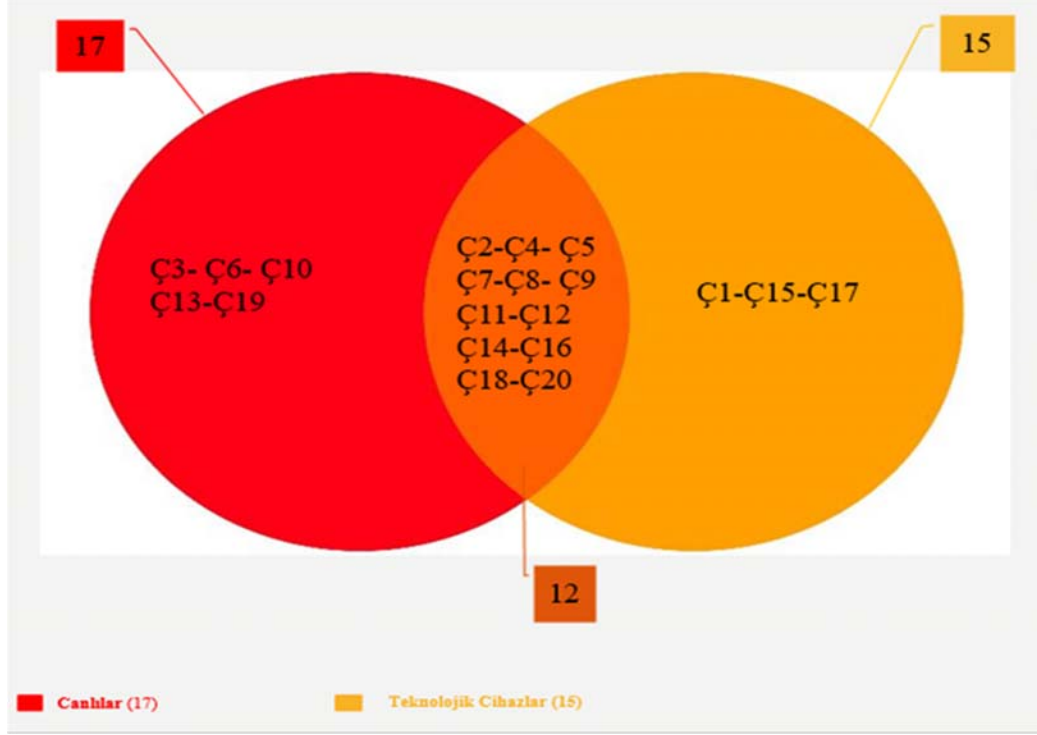 17
15
Ç3- Ç6- Ç10
Ç13-Ç19
Ç2-Ç4- Ç5
Ç7-Ç8- Ç9
Ç11-Ç12
Ç14-Ç16
Ç18-Ç20
Ç1-Ç15-Ç17
12
Canlılar (17)
Teknolojik Cihazlar (15)